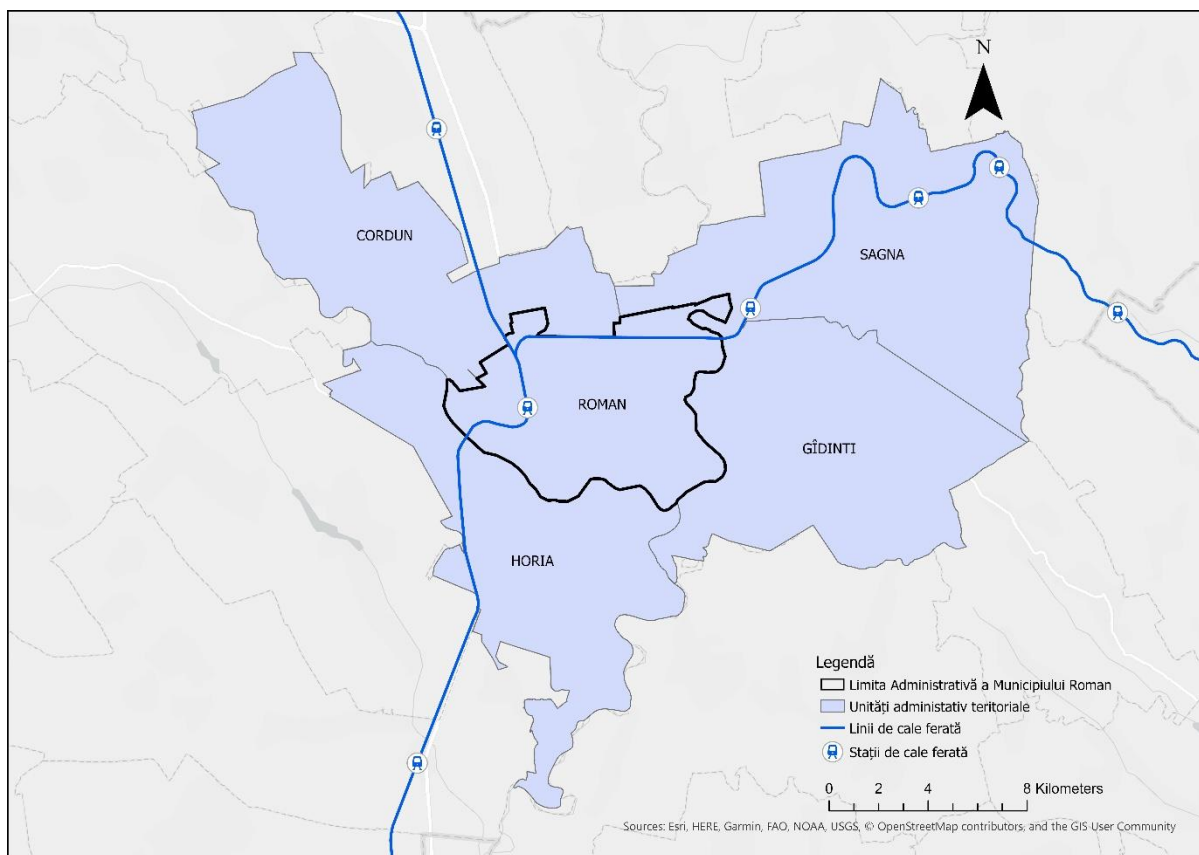 N
CORDUN
SAGNA
ROMAN
GÎDINTI
HORIA
Legendă
Limita Administrativă a Municipiului Roman
Unități administativ teritoriale
Linii de cale ferată
Stații de cale ferată
0 2 4 8 Kilometers
Sources: Esri, HERE, Garmin, FAO, NOAA, USGS, © OpenStreetMap contributors, and the GIS User Community